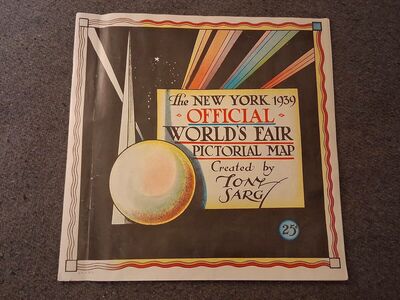 The NEW YORK 1939
· OFFICIAL ·
WORLD'S FAIR
PICTORIAL MAP
Created by
TONY
SARG
25¢